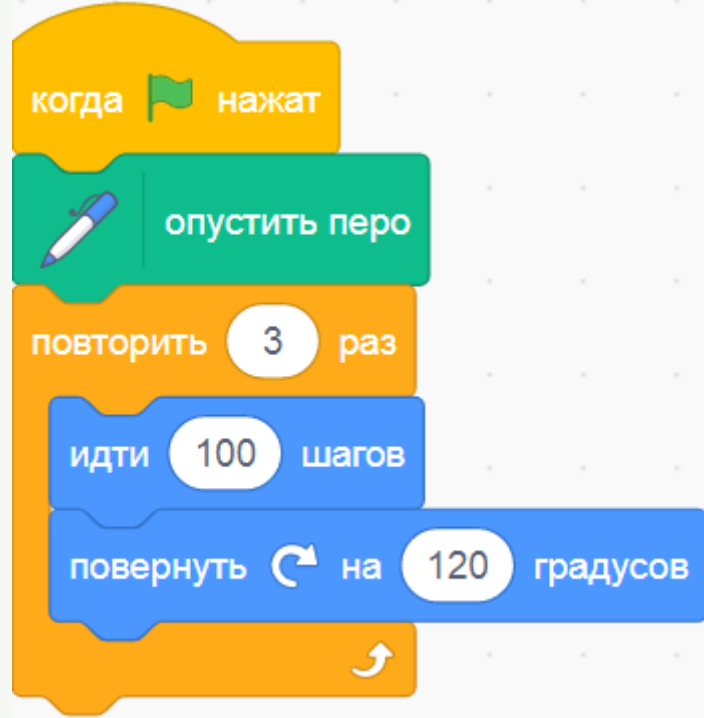 когда нажат
опустить перо
повторить 3 раз
идти 100 шагов
повернуть на 120 градусов